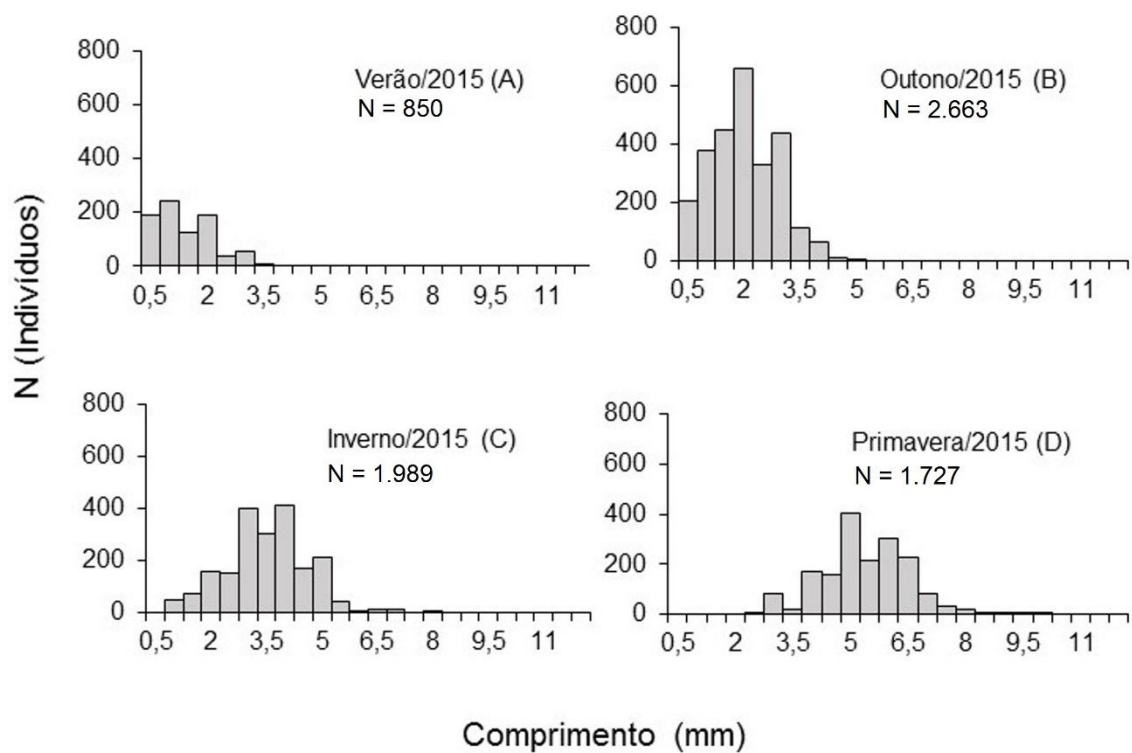 N (Indivíduos)
Verão/2015 (A)
N = 850
800
600
400
200
0
0,5 2 3,5 5 6,5 8 9,5 11
Outono/2015 (B)
N = 2.663
800
600
400
200
0
0,5 2 3,5 5 6,5 8 9,5 11
Inverno/2015 (C)
N = 1.989
800
600
400
200
0
0,5 2 3,5 5 6,5 8 9,5 11
Primavera/2015 (D)
N = 1.727
800
600
400
200
0
0,5 2 3,5 5 6,5 8 9,5 11
Comprimento (mm)